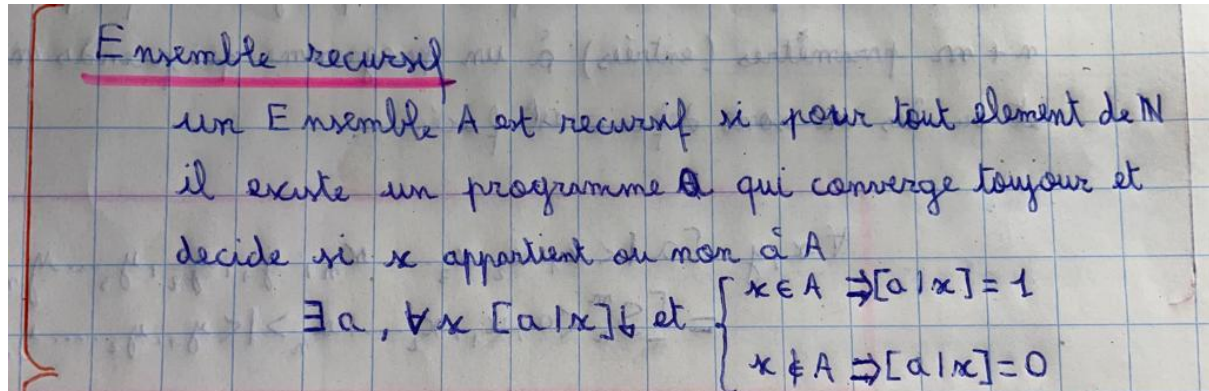 Ensemble recursif
un Ensemble A est recursif si pour tout element de ℕ
il existe un programme a qui converge toujour et
decide si x appartient ou non à A
∃a, ∀x [a|x]↓ et { x ∈ A ⇒ [a|x] = 1
x ∉ A ⇒ [a|x] = 0